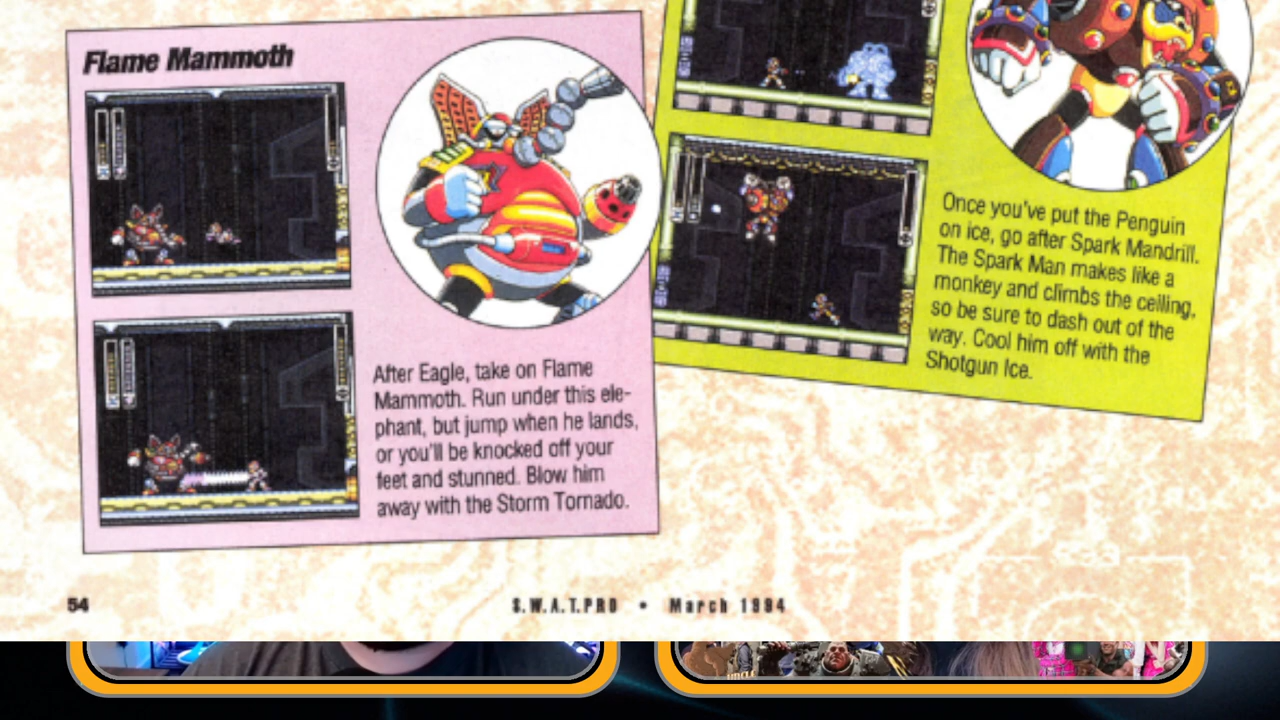 Flame Mammoth
After Eagle, take on Flame
Mammoth. Run under this ele-
phant, but jump when he lands,
or you'll be knocked off your
feet and stunned. Blow him
away with the Storm Tornado.
Once you've put the Penguin
on ice, go after Spark Mandrill.
The Spark Man makes like a
monkey and climbs the ceiling,
so be sure to dash out of the
way. Cool him off with the
Shotgun Ice.
54
S.W.A.T.PRO • March 1994